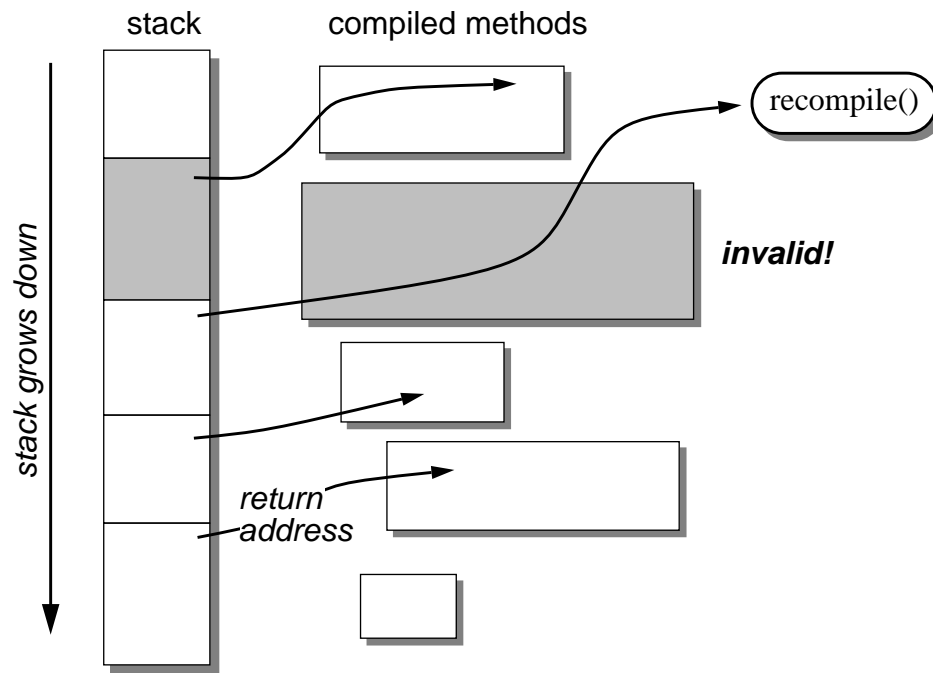 stack
compiled methods
recompile()
invalid!
stack grows down
return
address